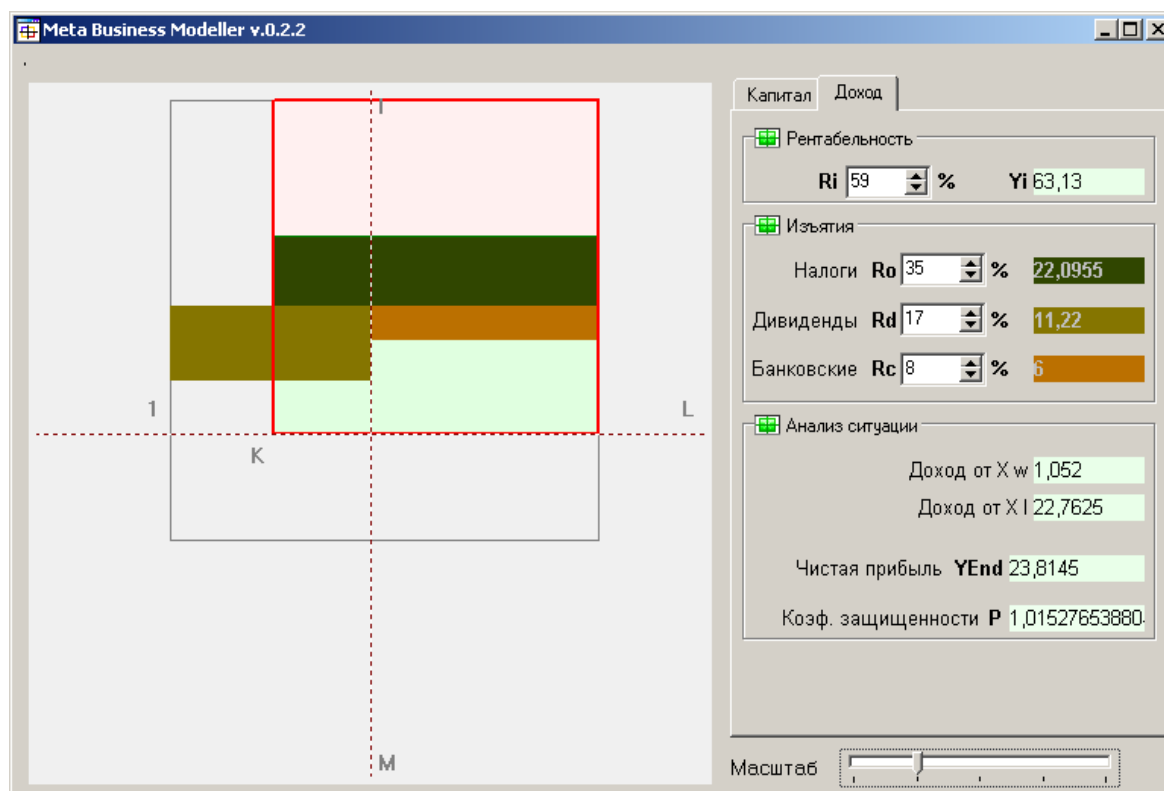 Meta Business Modeller v.0.2.2
Капитал Доход
Рентабельность
Ri 59 % Yi 63,13
Изъятия
Налоги Ro 35 % 22,0955
Дивиденды Rd 17 % 11,22
Банковские Rc 8 % 6
Анализ ситуации
Доход от X w 1,052
Доход от X l 22,7625
Чистая прибыль YEnd 23,8145
Коэф. защищенности P 1,01527653880
Масштаб
I
1 L
K
M